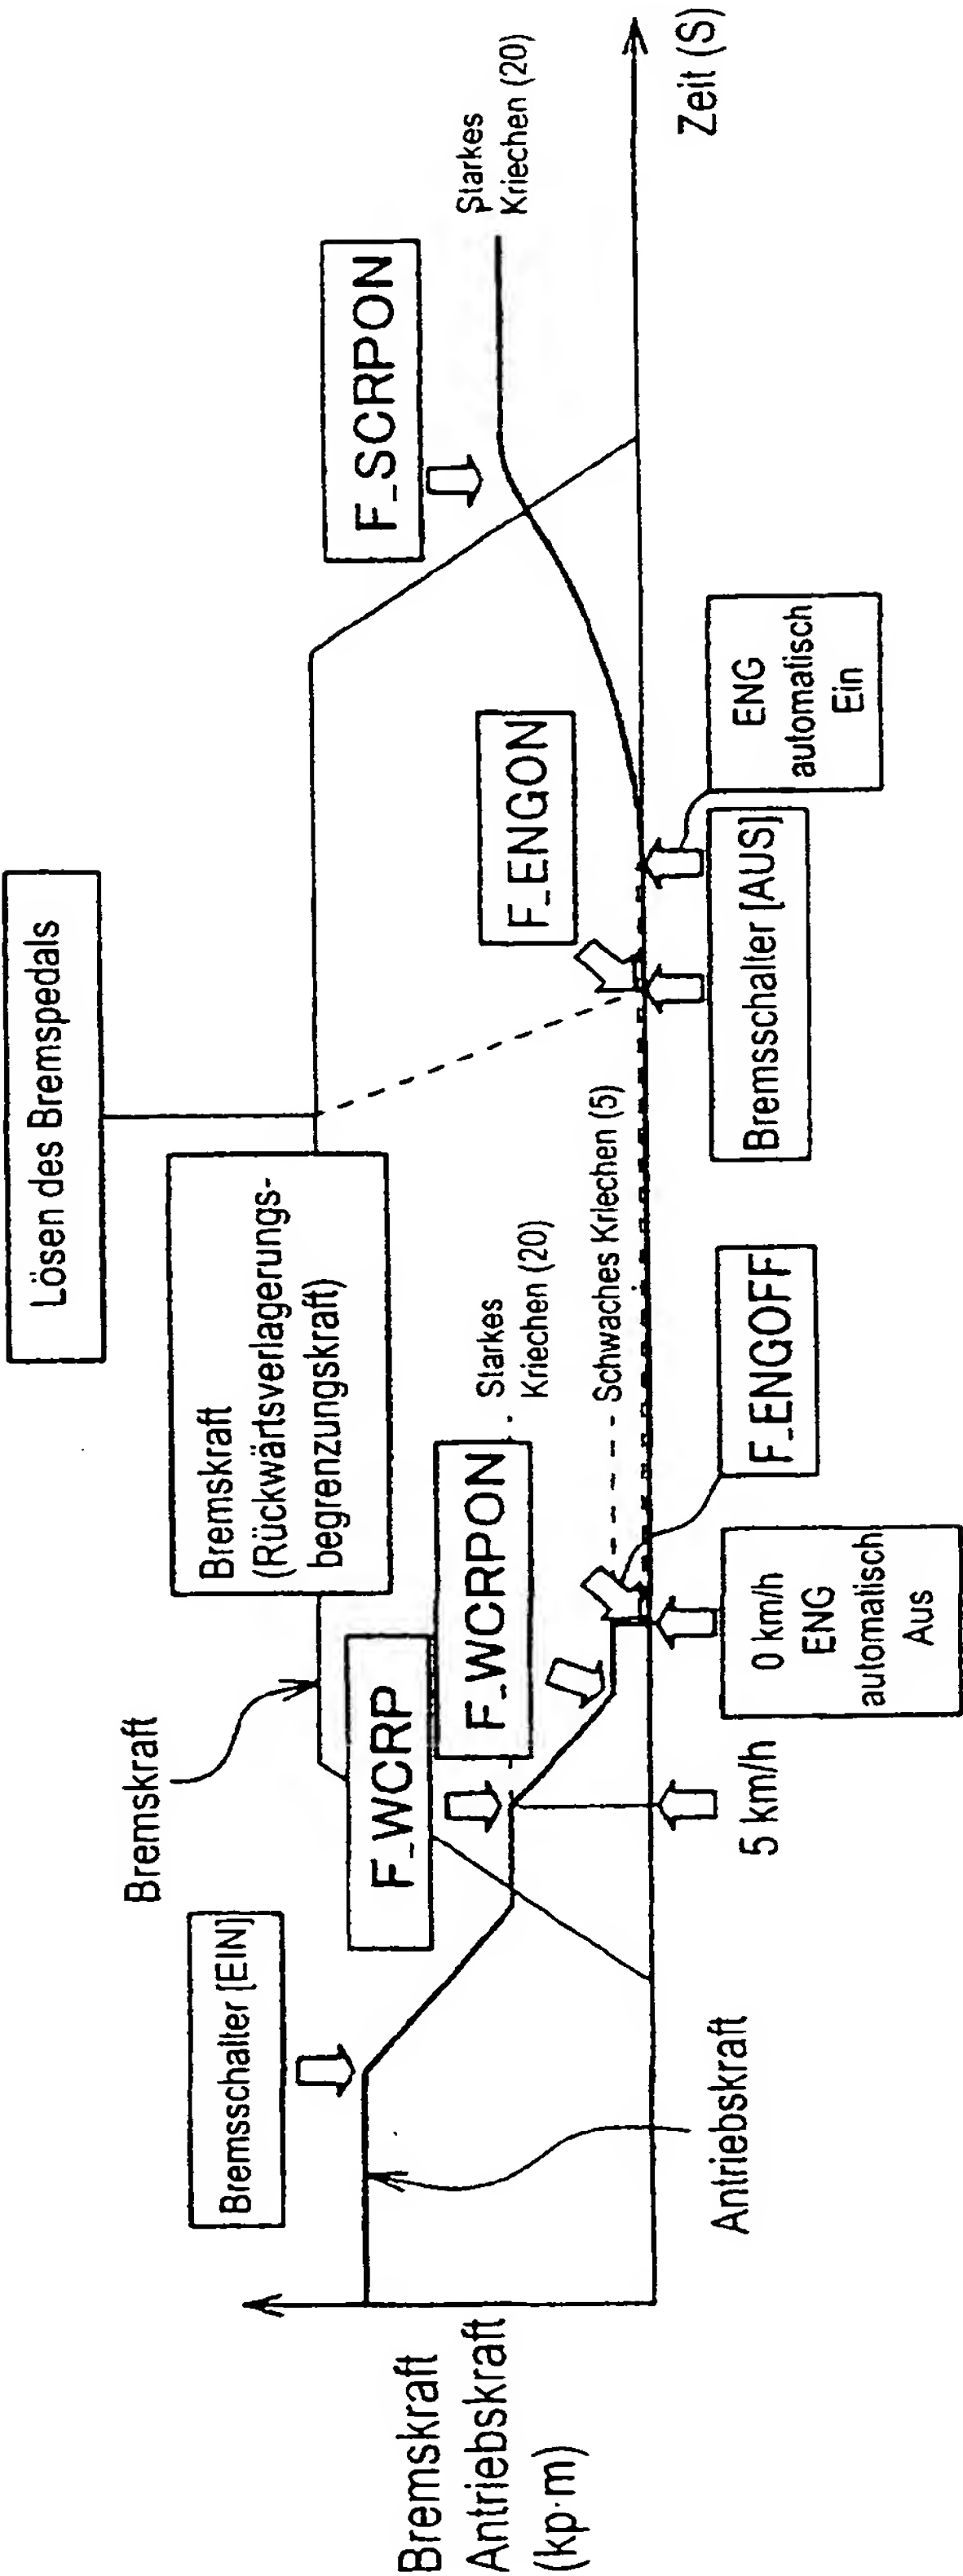 Lösen des Bremspedals
Bremskraft
(Rückwärtsverlagerungs-
begrenzungskraft)
Bremskraft
Bremsschalter [EIN]
F_WCRP
F_WCRPON
Starkes
Kriechen (20)
Schwaches Kriechen (5)
F_ENGON
F_SCRPON
Starkes
Kriechen (20)
Bremskraft
Antriebskraft
(kp·m)
Antriebskraft
5 km/h
0 km/h
ENG
automatisch
Aus
F_ENGOFF
Bremsschalter [AUS]
ENG
automatisch
Ein
Zeit (S)